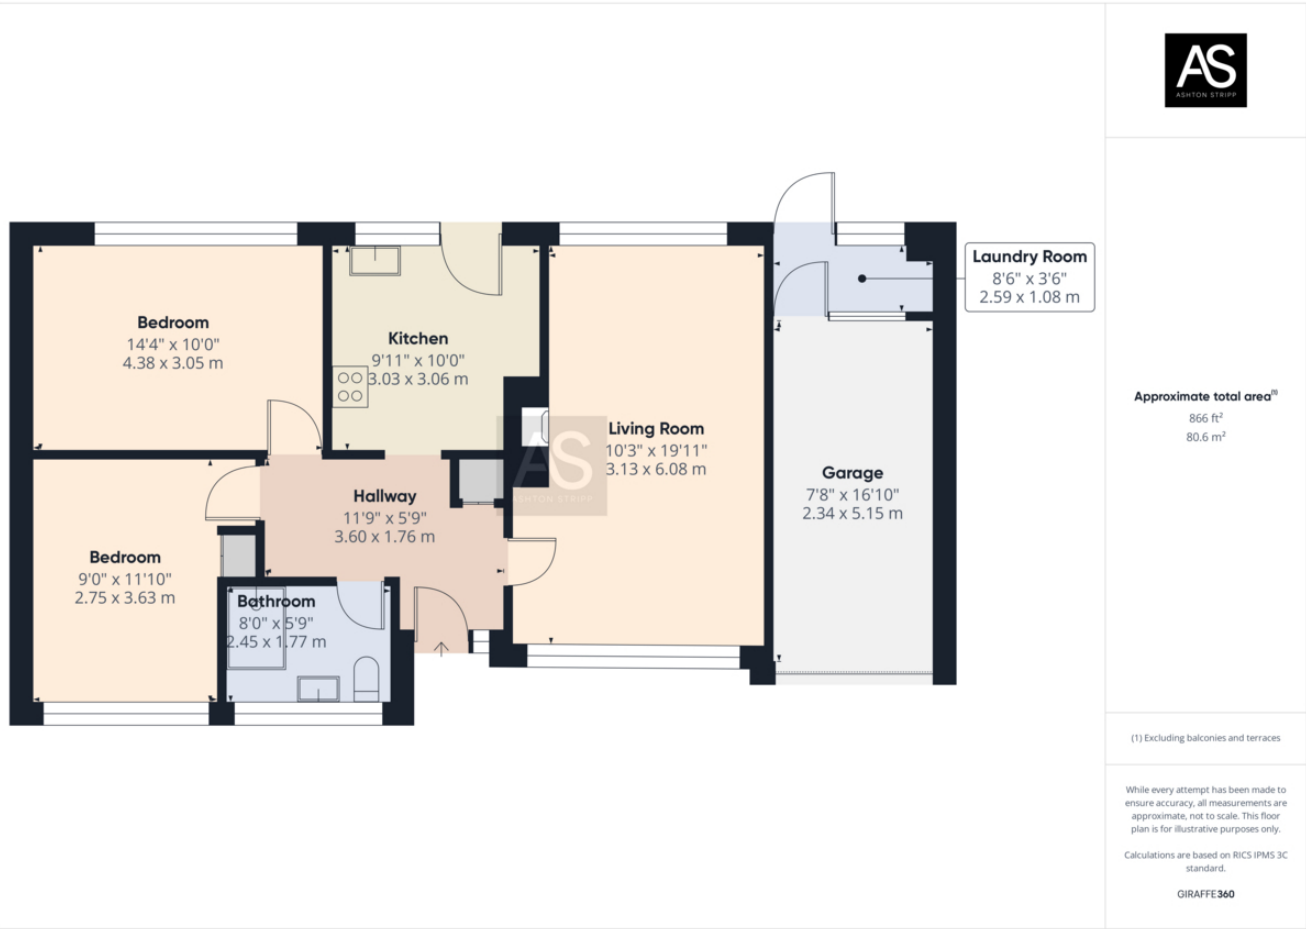 AS
ASHTON STRIPP
Bedroom
14'4" x 10'0"
4.38 x 3.05 m
Kitchen
9'11" x 10'0"
3.03 x 3.06 m
Laundry Room
8'6" x 3'6"
2.59 x 1.08 m
Living Room
10'3" x 19'11"
3.13 x 6.08 m
AS
ASHTON STRIPP
Garage
7'8" x 16'10"
2.34 x 5.15 m
Hallway
11'9" x 5'9"
3.60 x 1.76 m
Bedroom
9'0" x 11'10"
2.75 x 3.63 m
Bathroom
8'0" x 5'9"
2.45 x 1.77 m
Approximate total area(1)
866 ft²
80.6 m²
(1) Excluding balconies and terraces
While every attempt has been made to
ensure accuracy, all measurements are
approximate, not to scale. This floor
plan is for illustrative purposes only.
Calculations are based on RICS IPMS 3C
standard.
GIRAFFE360